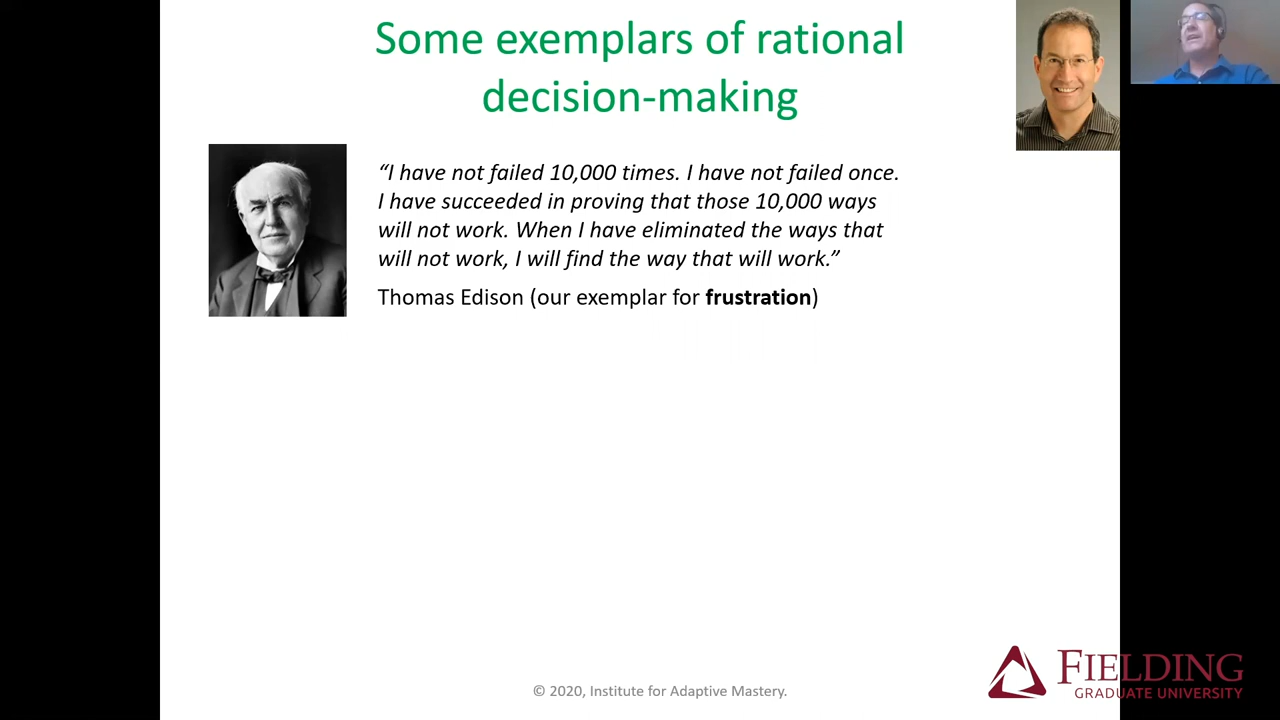 Some exemplars of rational
decision-making
“I have not failed 10,000 times. I have not failed once.
I have succeeded in proving that those 10,000 ways
will not work. When I have eliminated the ways that
will not work, I will find the way that will work.”
Thomas Edison (our exemplar for frustration)
© 2020, Institute for Adaptive Mastery.
FIELDING
GRADUATE UNIVERSITY